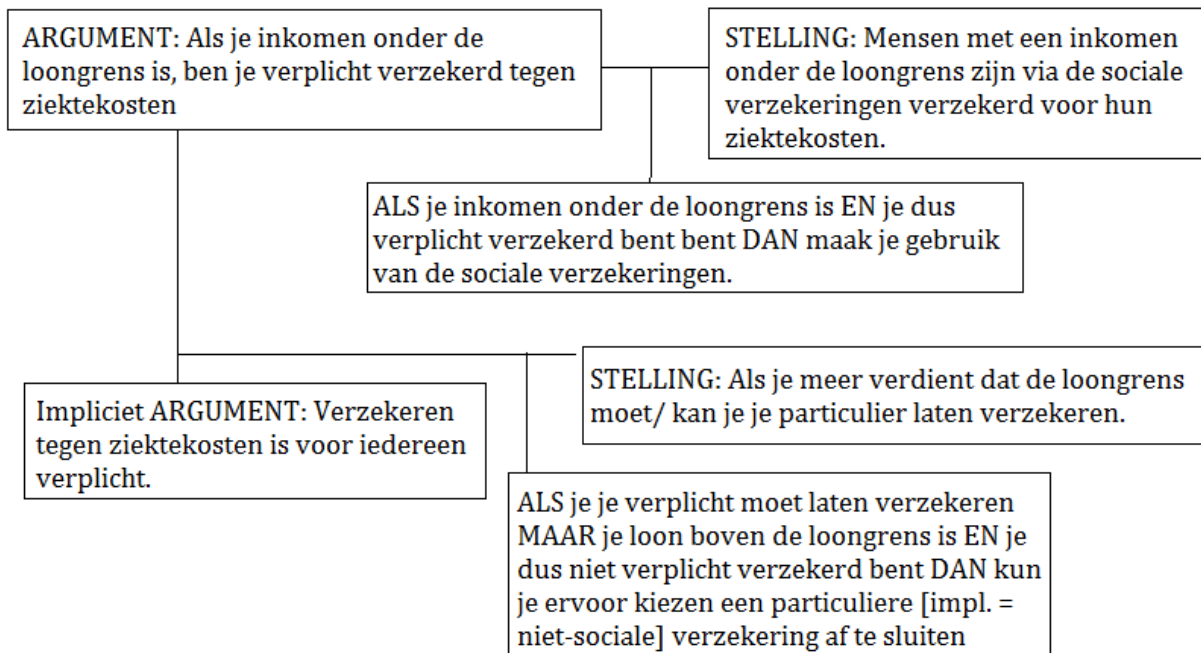 ARGUMENT: Als je inkomen onder de
loongrens is, ben je verplicht verzekerd tegen
ziektekosten
STELLING: Mensen met een inkomen
onder de loongrens zijn via de sociale
verzekeringen verzekerd voor hun
ziektekosten.
ALS je inkomen onder de loongrens is EN je dus
verplicht verzekerd bent bent DAN maak je gebruik
van de sociale verzekeringen.
STELLING: Als je meer verdient dat de loongrens
moet/ kan je je particulier laten verzekeren.
Impliciet ARGUMENT: Verzekeren
tegen ziektekosten is voor iedereen
verplicht.
ALS je je verplicht moet laten verzekeren
MAAR je loon boven de loongrens is EN je
dus niet verplicht verzekerd bent DAN kun
je ervoor kiezen een particuliere [impl. =
niet-sociale] verzekering af te sluiten